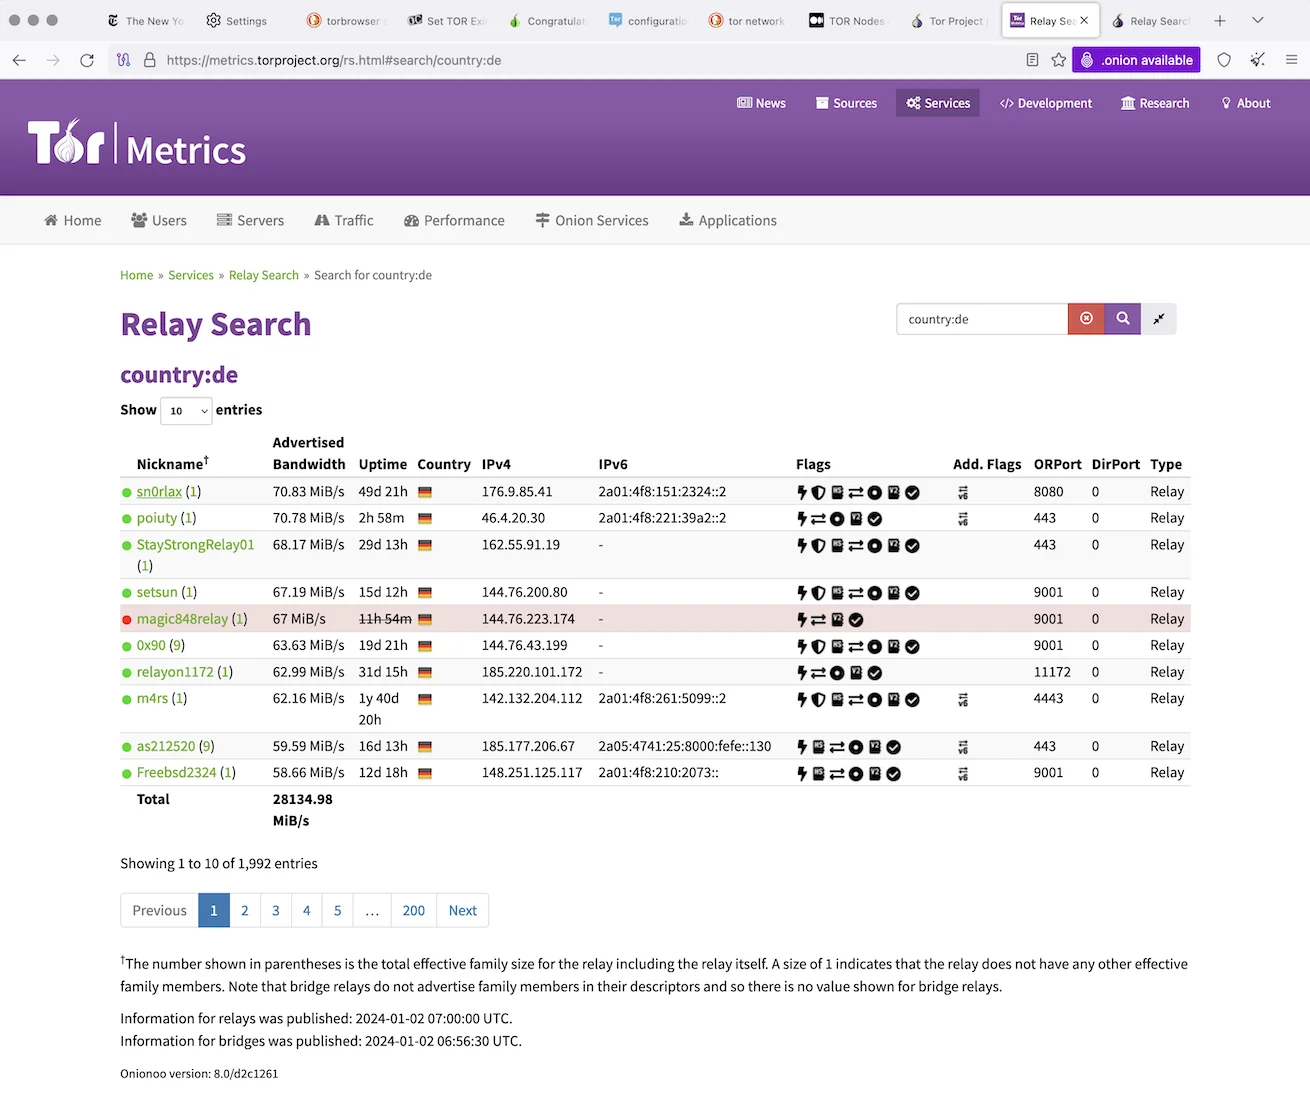 The New Yo
Settings
torbrowser
Set TOR Exi
Congratulat
configuratio
tor network
TOR Nodes
Tor Project
Relay Sea
Relay Search
https://metrics.torproject.org/rs.html#search/country:de
.onion available
News Sources Services Development Research About
Tor | Metrics
Home Users Servers Traffic Performance Onion Services Applications
Home » Services » Relay Search » Search for country:de
Relay Search
country:de
country:de
Show 10 entries
Nickname† Advertised Bandwidth Uptime Country IPv4 IPv6 Flags Add. Flags ORPort DirPort Type
sn0rlax (1) 70.83 MiB/s 49d 21h 176.9.85.41 2a01:4f8:151:2324::2 8080 0 Relay
poiuty (1) 70.78 MiB/s 2h 58m 46.4.20.30 2a01:4f8:221:39a2::2 443 0 Relay
StayStrongRelay01 (1) 68.17 MiB/s 29d 13h 162.55.91.19 - 443 0 Relay
setsun (1) 67.19 MiB/s 15d 12h 144.76.200.80 - 9001 0 Relay
magic848relay (1) 67 MiB/s 11h 54m 144.76.223.174 - 9001 0 Relay
0x90 (9) 63.63 MiB/s 19d 21h 144.76.43.199 - 9001 0 Relay
relayon1172 (1) 62.99 MiB/s 31d 15h 185.220.101.172 - 11172 0 Relay
m4rs (1) 62.16 MiB/s 1y 40d 20h 142.132.204.112 2a01:4f8:261:5099::2 4443 0 Relay
as212520 (9) 59.59 MiB/s 16d 13h 185.177.206.67 2a05:4741:25:8000:fefe::130 443 0 Relay
Freebsd2324 (1) 58.66 MiB/s 12d 18h 148.251.125.117 2a01:4f8:210:2073:: 9001 0 Relay
Total 28134.98 MiB/s
Showing 1 to 10 of 1,992 entries
Previous 1 2 3 4 5 … 200 Next
†The number shown in parentheses is the total effective family size for the relay including the relay itself. A size of 1 indicates that the relay does not have any other effective
family members. Note that bridge relays do not advertise family members in their descriptors and so there is no value shown for bridge relays.
Information for relays was published: 2024-01-02 07:00:00 UTC.
Information for bridges was published: 2024-01-02 06:56:30 UTC.
Onionoo version: 8.0/d2c1261